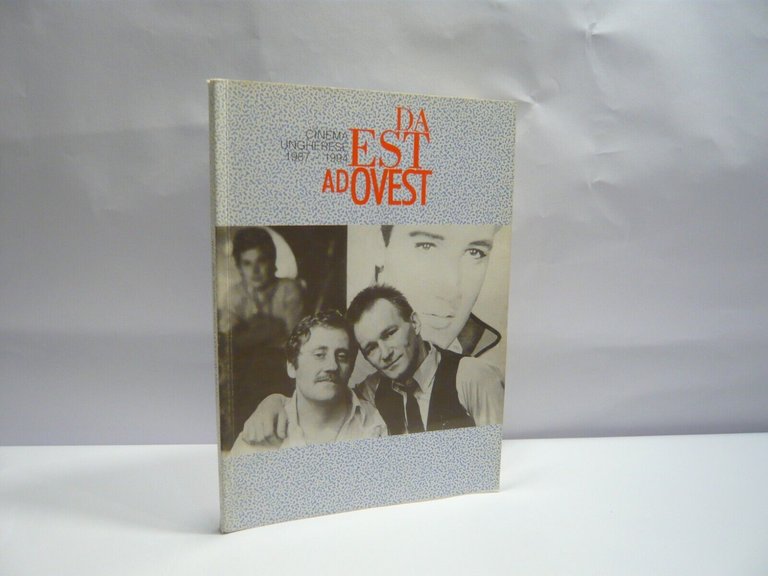 DA
EST
AD OVEST
CINEMA
UNGHERESE
1987 - 1994